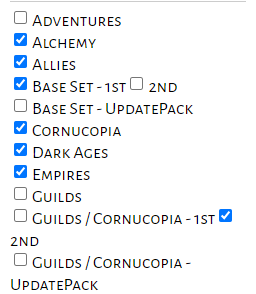 Adventures
Alchemy
Allies
Base Set - 1st 2nd
Base Set - UpdatePack
Cornucopia
Dark Ages
Empires
Guilds
Guilds / Cornucopia - 1st
2nd
Guilds / Cornucopia -
UpdatePack